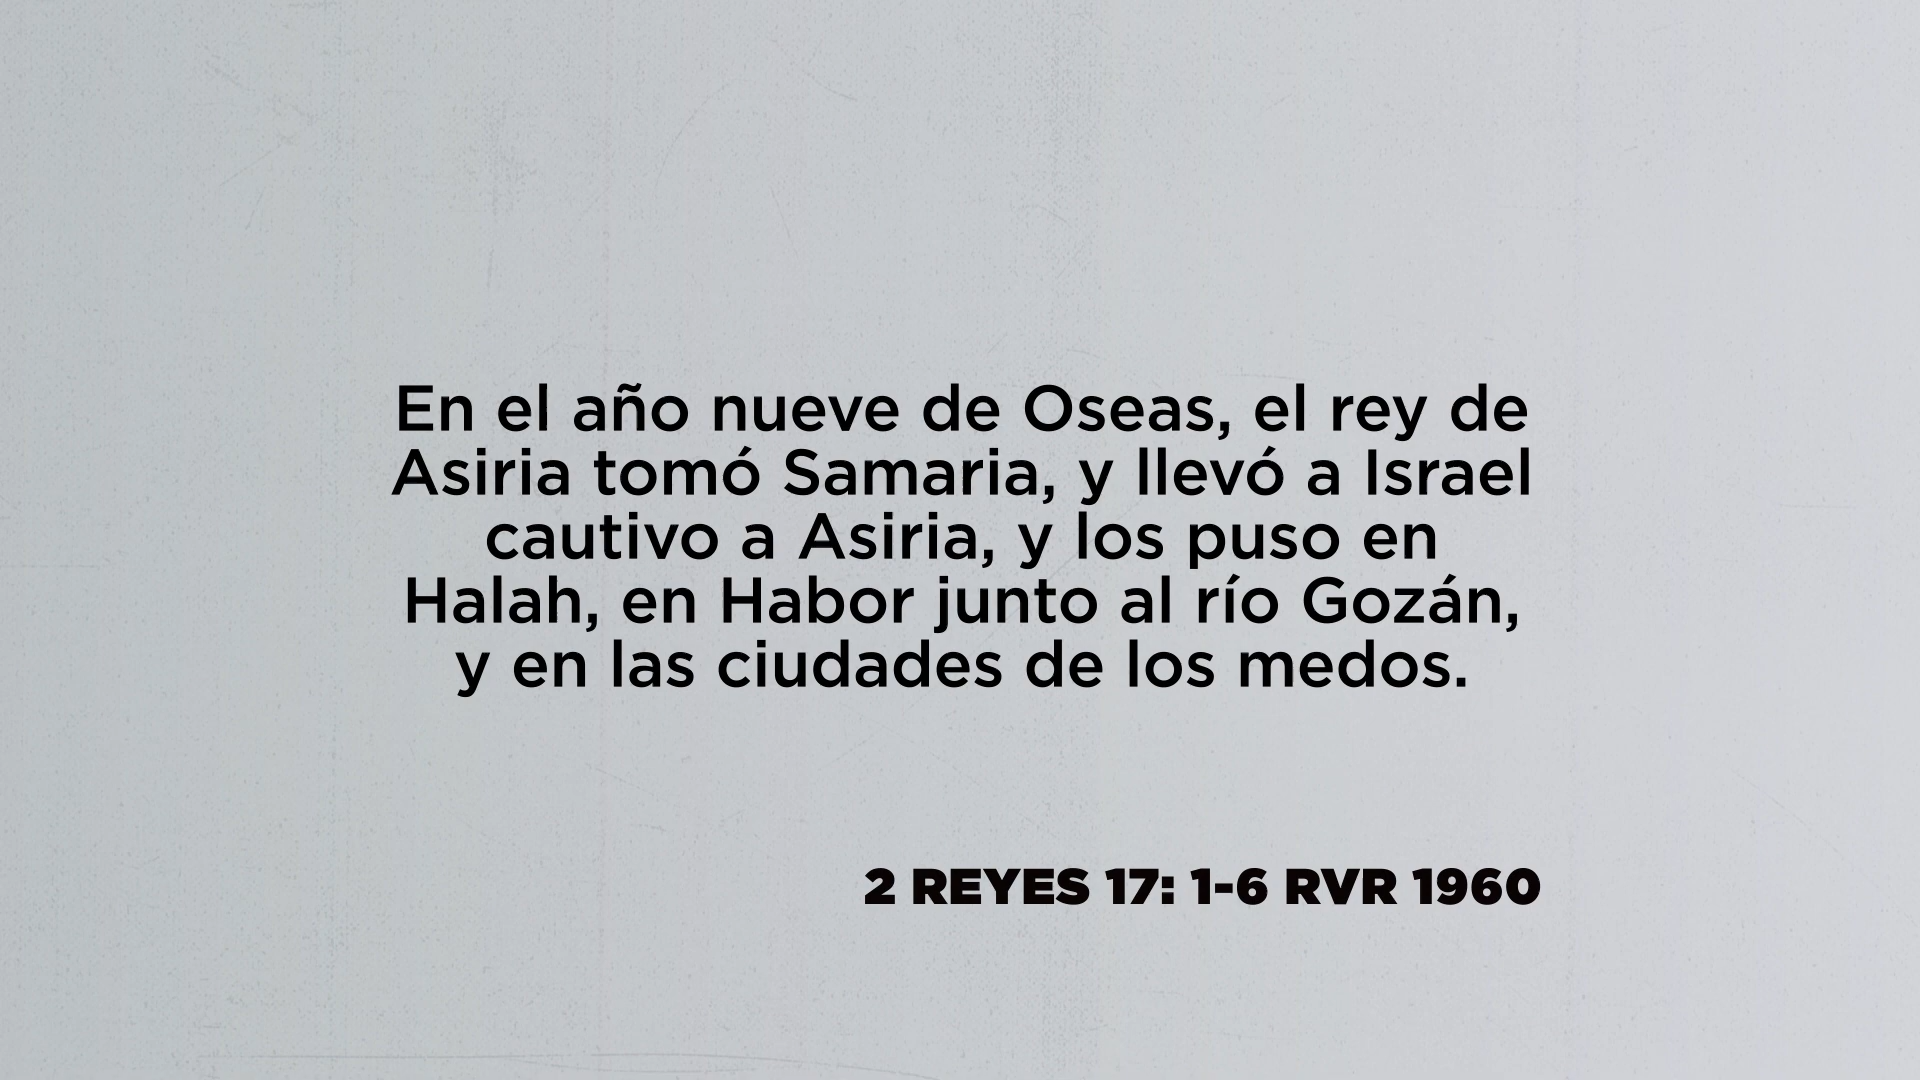 En el año nueve de Oseas, el rey de
Asiria tomó Samaria, y llevó a Israel
cautivo a Asiria, y los puso en
Halah, en Habor junto al río Gozán,
y en las ciudades de los medos.
2 REYES 17: 1-6 RVR 1960